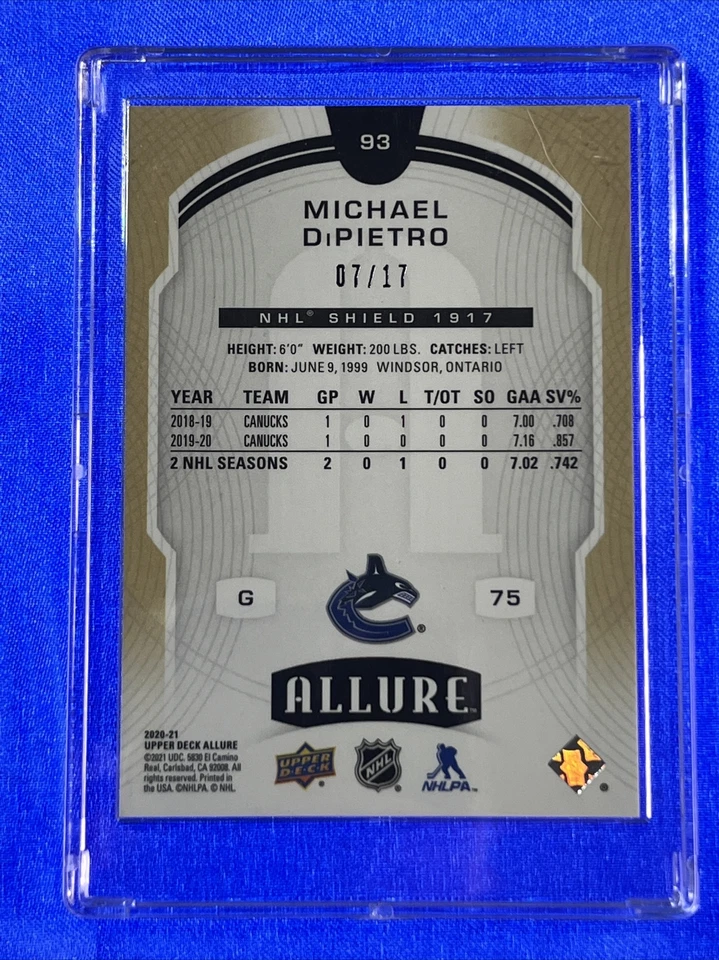 93
MICHAEL
DiPIETRO
07/17
NHL® SHIELD 1917
HEIGHT: 6'0" WEIGHT: 200 LBS. CATCHES: LEFT
BORN: JUNE 9, 1999 WINDSOR, ONTARIO
YEAR TEAM GP W L T/OT SO GAA SV%
2018-19 CANUCKS 1 0 1 0 0 7.00 .708
2019-20 CANUCKS 1 0 0 0 0 7.16 .857
2 NHL SEASONS 2 0 1 0 0 7.02 .742
G 75
®
ALLURE™
2020-21
UPPER DECK ALLURE
©2021 UDC. 5830 El Camino
Real, Carlsbad, CA 92008. All
rights reserved. Printed in
the USA. ©NHLPA. © NHL.
UPPER DECK
NHL ®
NHLPA™
®